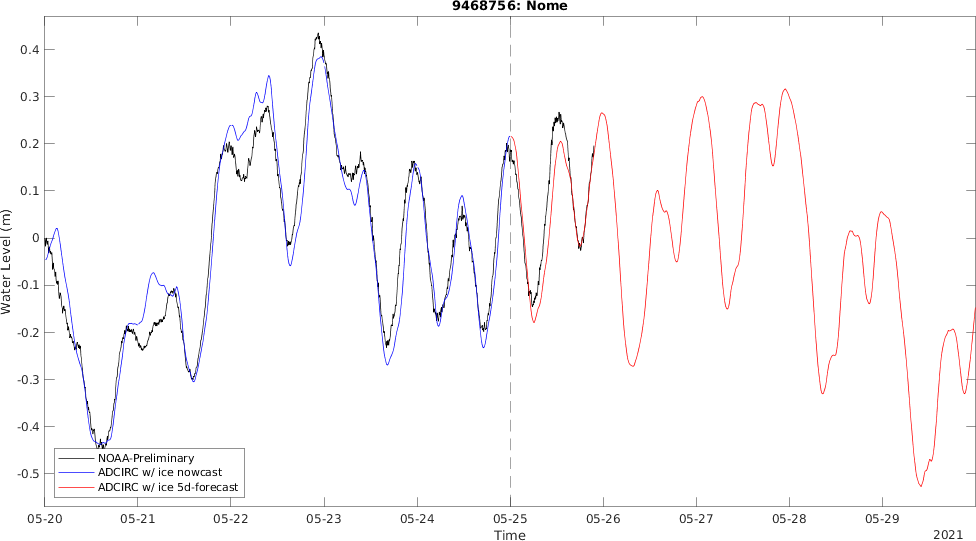 9468756: Nome
0.4
0.3
0.2
0.1
0
-0.1
-0.2
-0.3
-0.4
-0.5
Water Level (m)
NOAA-Preliminary
ADCIRC w/ ice nowcast
ADCIRC w/ ice 5d-forecast
05-20 05-21 05-22 05-23 05-24 05-25 05-26 05-27 05-28 05-29
Time
2021